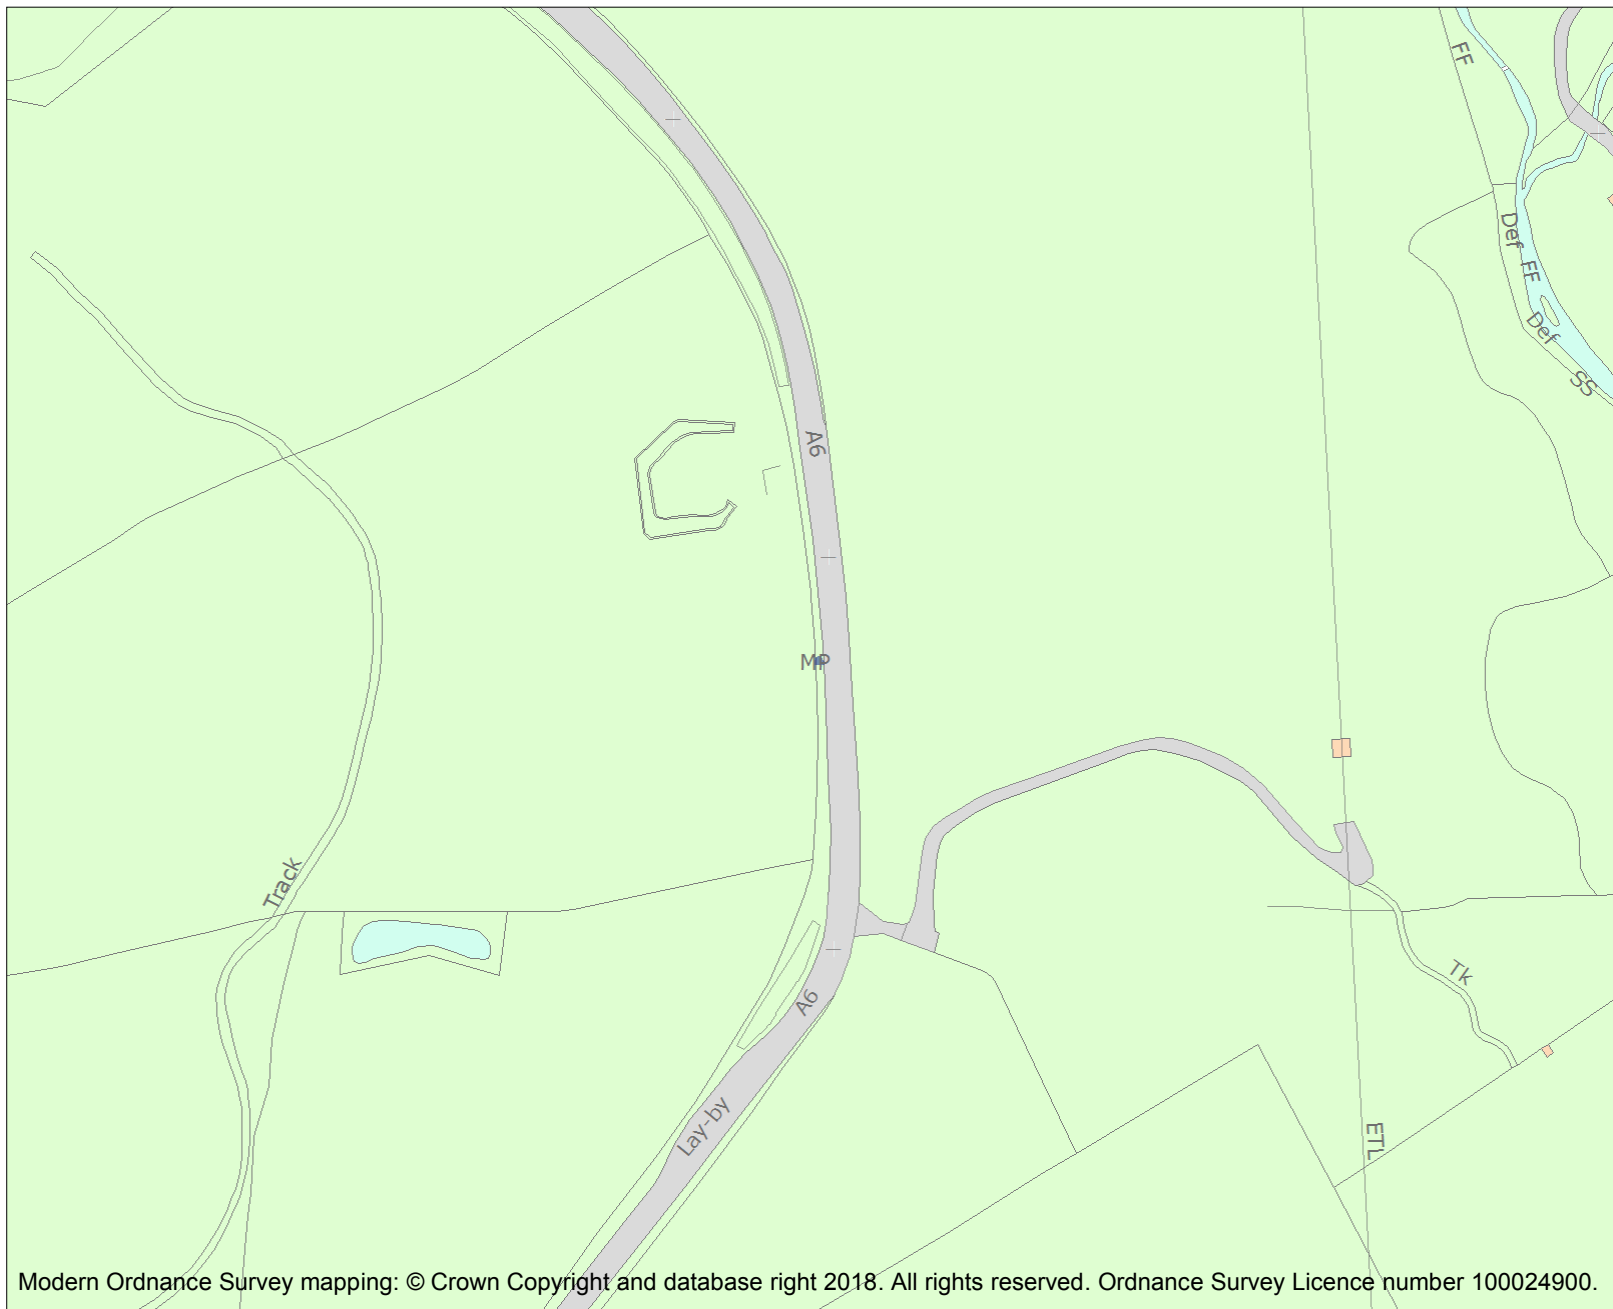 FF
Def
FF
Def
SS
A6
MP
Track
Tk
A6
Lay-by
ETL
Modern Ordnance Survey mapping: © Crown Copyright and database right 2018. All rights reserved. Ordnance Survey Licence number 100024900.